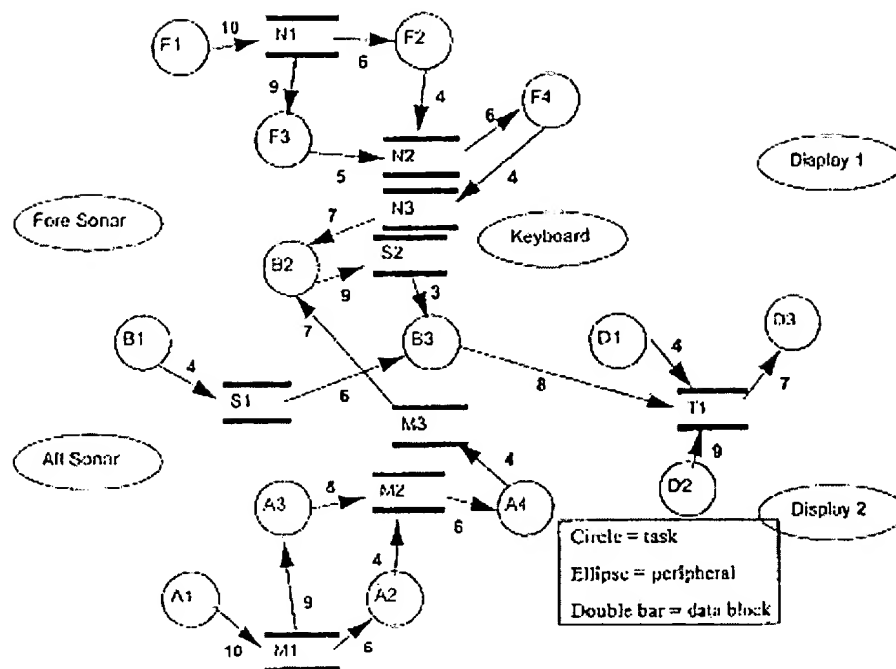 F1
10
N1
6
F2
9
4
F3
5
N2
6
F4
4
Display 1
Fore Sonar
7
N3
Keyboard
B2
9
S2
3
B1
4
7
B3
D1
4
D3
S1
6
8
T1
7
M3
Aft Sonar
4
9
D2
A3
8
M2
6
A4
Display 2
4
Circle = task
Ellipse = peripheral
Double bar = data block
A1
9
A2
10
M1
6